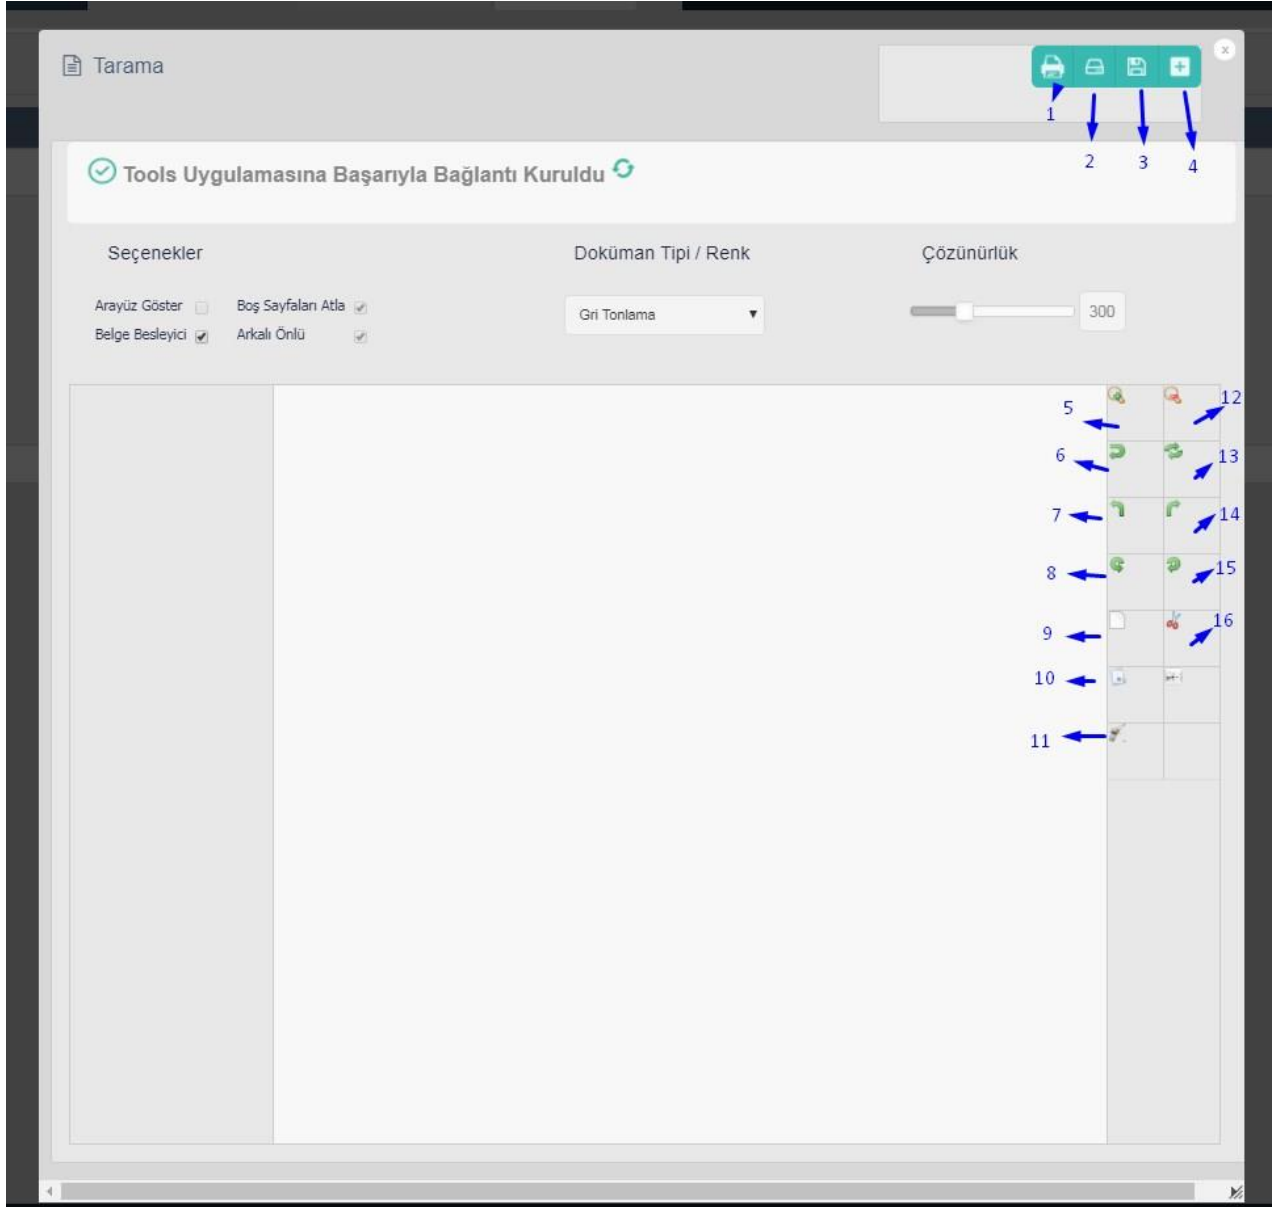 Tarama
x
1
2
3
4
Tools Uygulamasına Başarıyla Bağlantı Kuruldu
Seçenekler
Doküman Tipi / Renk
Çözünürlük
Arayüz Göster
Boş Sayfaları Atla
Gri Tonlama
300
Belge Besleyici
Arkalı Önlü
5
12
6
13
7
14
8
15
9
16
10
11